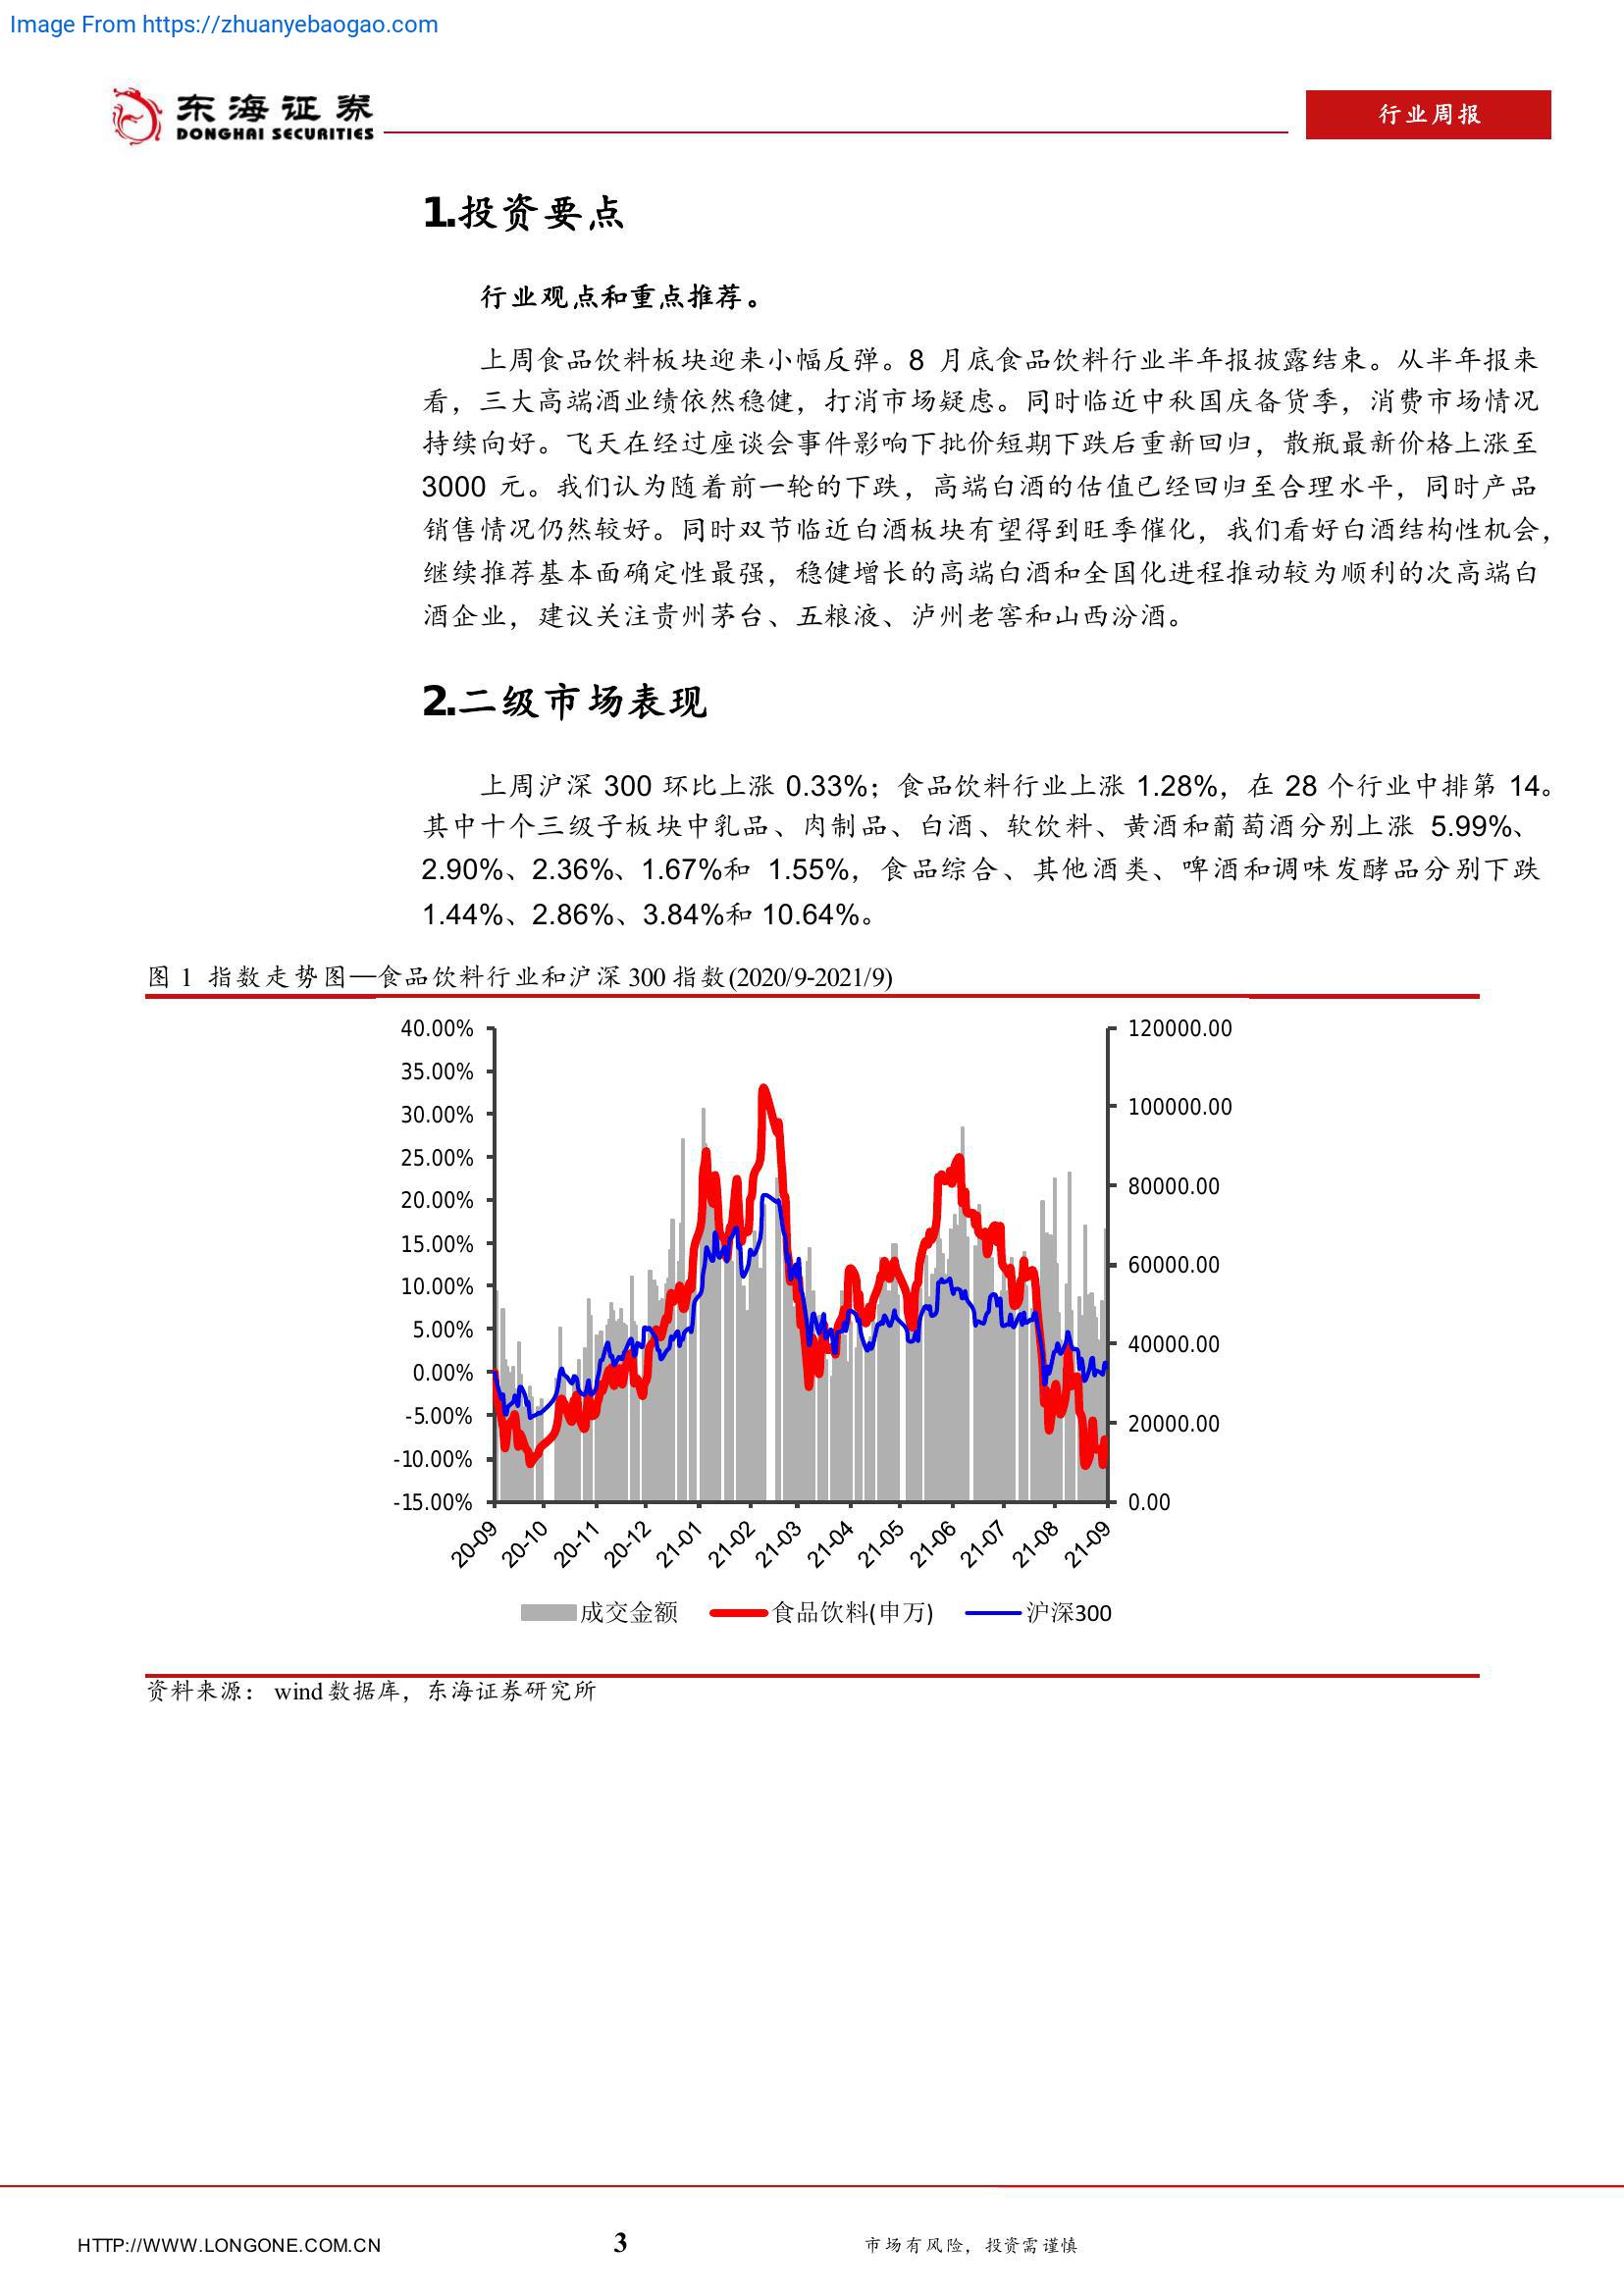 Image From https://zhuanyebaogao.com
东海证券
DONGHAI SECURITIES
行业周报
1.投资要点
行业观点和重点推荐。
上周食品饮料板块迎来小幅反弹。8 月底食品饮料行业半年报披露结束。从半年报来
看，三大高端酒业绩依然稳健，打消市场疑虑。同时临近中秋国庆备货季，消费市场情况
持续向好。飞天在经过座谈会事件影响下批价短期下跌后重新回归，散瓶最新价格上涨至
3000 元。我们认为随着前一轮的下跌，高端白酒的估值已经回归至合理水平，同时产品
销售情况仍然较好。同时双节临近白酒板块有望得到旺季催化，我们看好白酒结构性机会，
继续推荐基本面确定性最强，稳健增长的高端白酒和全国化进程推动较为顺利的次高端白
酒企业，建议关注贵州茅台、五粮液、泸州老窖和山西汾酒。
2.二级市场表现
上周沪深 300 环比上涨 0.33%；食品饮料行业上涨 1.28%，在 28 个行业中排第 14。
其中十个三级子板块中乳品、肉制品、白酒、软饮料、黄酒和葡萄酒分别上涨 5.99%、
2.90%、2.36%、1.67%和 1.55%，食品综合、其他酒类、啤酒和调味发酵品分别下跌
1.44%、2.86%、3.84%和 10.64%。
图 1 指数走势图—食品饮料行业和沪深 300 指数(2020/9-2021/9)
40.00%
35.00%
30.00%
25.00%
20.00%
15.00%
10.00%
5.00%
0.00%
-5.00%
-10.00%
-15.00%
120000.00
100000.00
80000.00
60000.00
40000.00
20000.00
0.00
20-09 20-10 20-11 20-12 21-01 21-02 21-03 21-04 21-05 21-06 21-07 21-08 21-09
成交金额 食品饮料(申万) 沪深300
资料来源： wind 数据库，东海证券研究所
HTTP://WWW.LONGONE.COM.CN 3 市场有风险，投资需谨慎